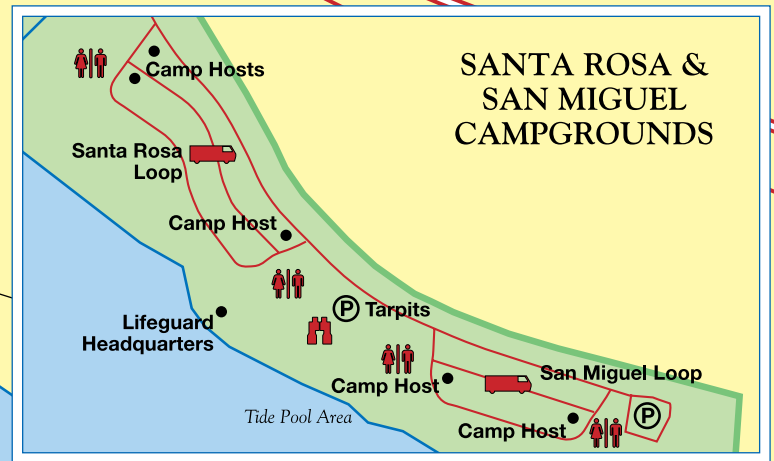 SANTA ROSA &
SAN MIGUEL
CAMPGROUNDS
Camp Hosts
Santa Rosa
Loop
Camp Host
P Tarpits
Lifeguard
Headquarters
San Miguel Loop
Camp Host
P
Tide Pool Area
Camp Host